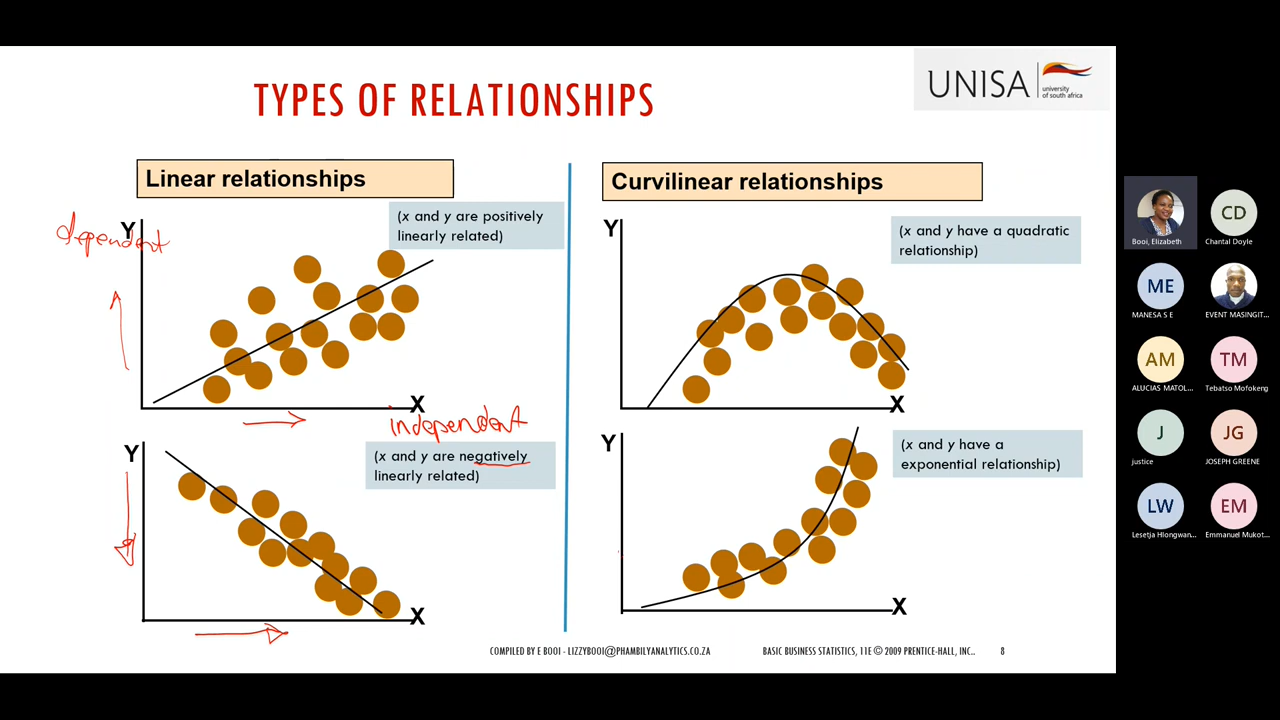 TYPES OF RELATIONSHIPS
UNISA
university
of south africa
Linear relationships
dependent
Y
(x and y are positively
linearly related)
X
independent
Y
(x and y are negatively
linearly related)
X
Curvilinear relationships
Y
(x and y have a quadratic
relationship)
X
Y
(x and y have a
exponential relationship)
X
COMPILED BY E BOOI - LIZZYBOOI@PHAMBILYANALYTICS.CO.ZA
BASIC BUSINESS STATISTICS, 11E © 2009 PRENTICE-HALL, INC..
8
Booi, Elizabeth
CD
Chantal Doyle
ME
MANESA S E
EVENT MASINGIT...
AM
ALUCIAS MATOL...
TM
Tebatso Mofokeng
J
justice
JG
JOSEPH GREENE
LW
Lesetja Hlongwan...
EM
Emmanuel Mukot...